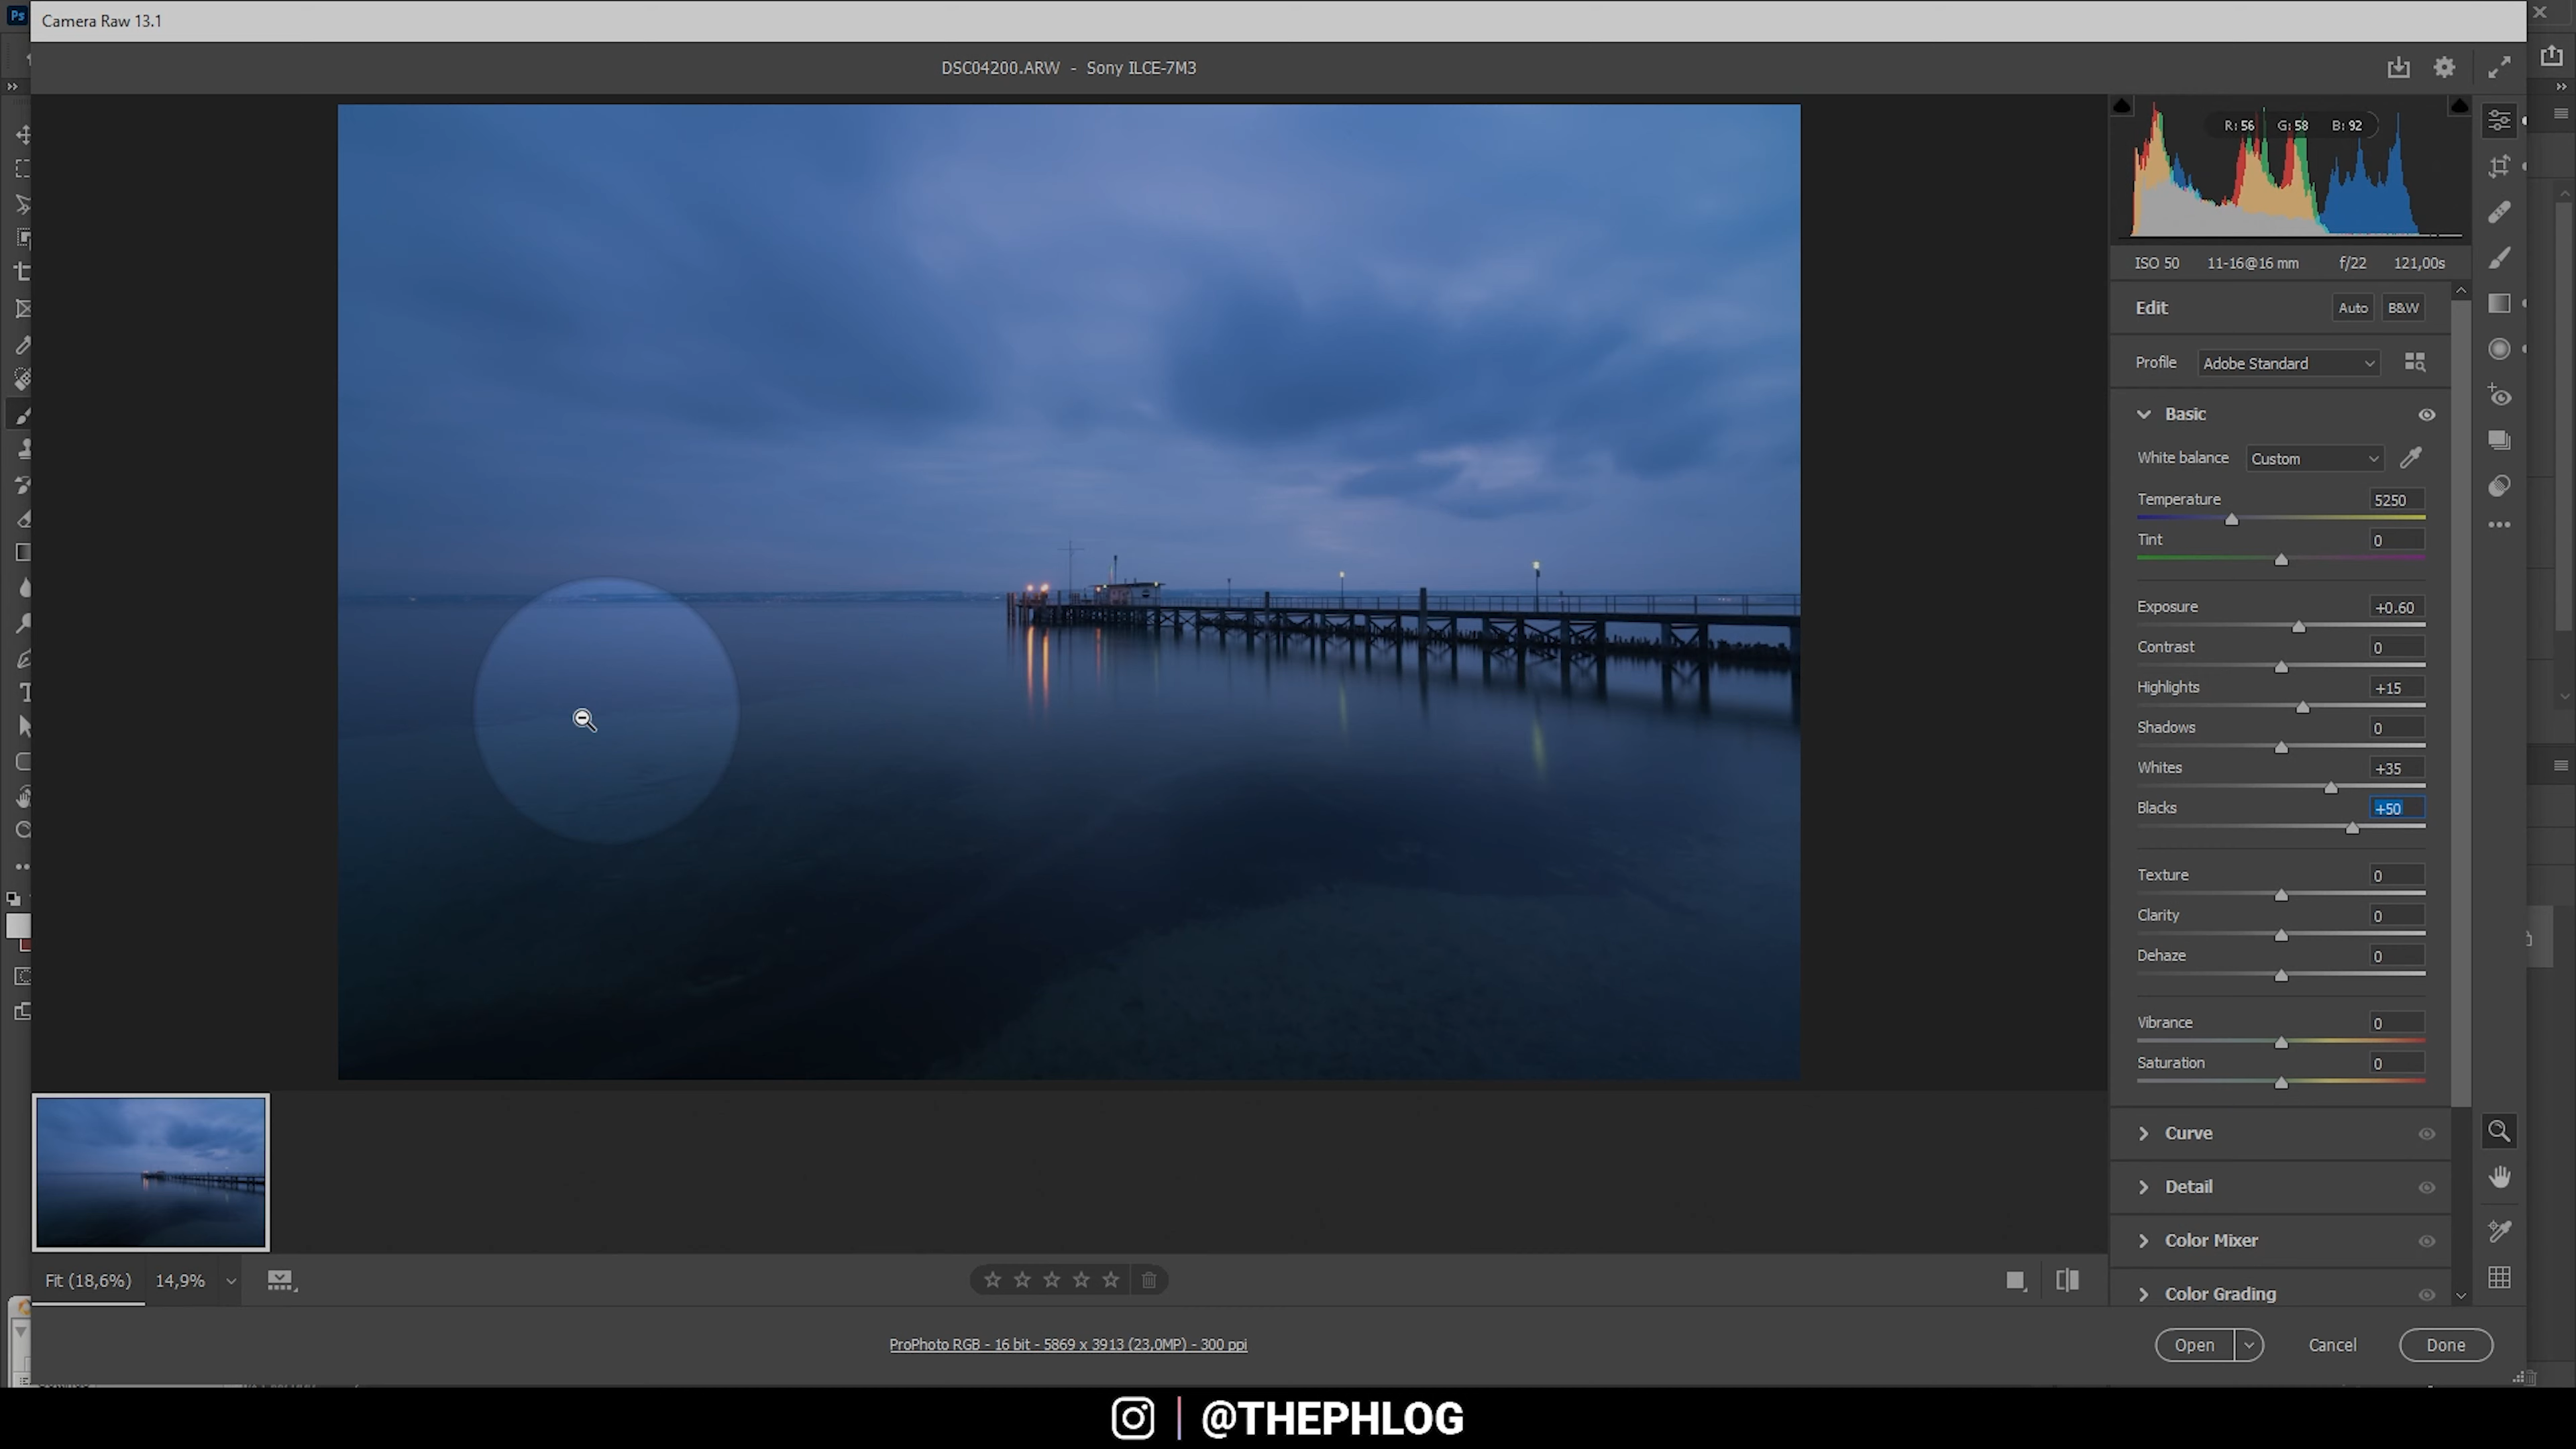 Ps
Camera Raw 13.1
DSC04200.ARW - Sony ILCE-7M3
R: 56 G: 58 B: 92
ISO 50 11-16@16 mm f/22 121,00s
Edit Auto B&W
Profile Adobe Standard
Basic
White balance Custom
Temperature 5250
Tint 0
Exposure +0.60
Contrast 0
Highlights +15
Shadows 0
Whites +35
Blacks +50
Texture 0
Clarity 0
Dehaze 0
Vibrance 0
Saturation 0
Curve
Detail
Color Mixer
Color Grading
Fit (18,6%) 14,9%
ProPhoto RGB - 16 bit - 5869 x 3913 (23,0MP) - 300 ppi
Open Cancel Done
@THEPHLOG